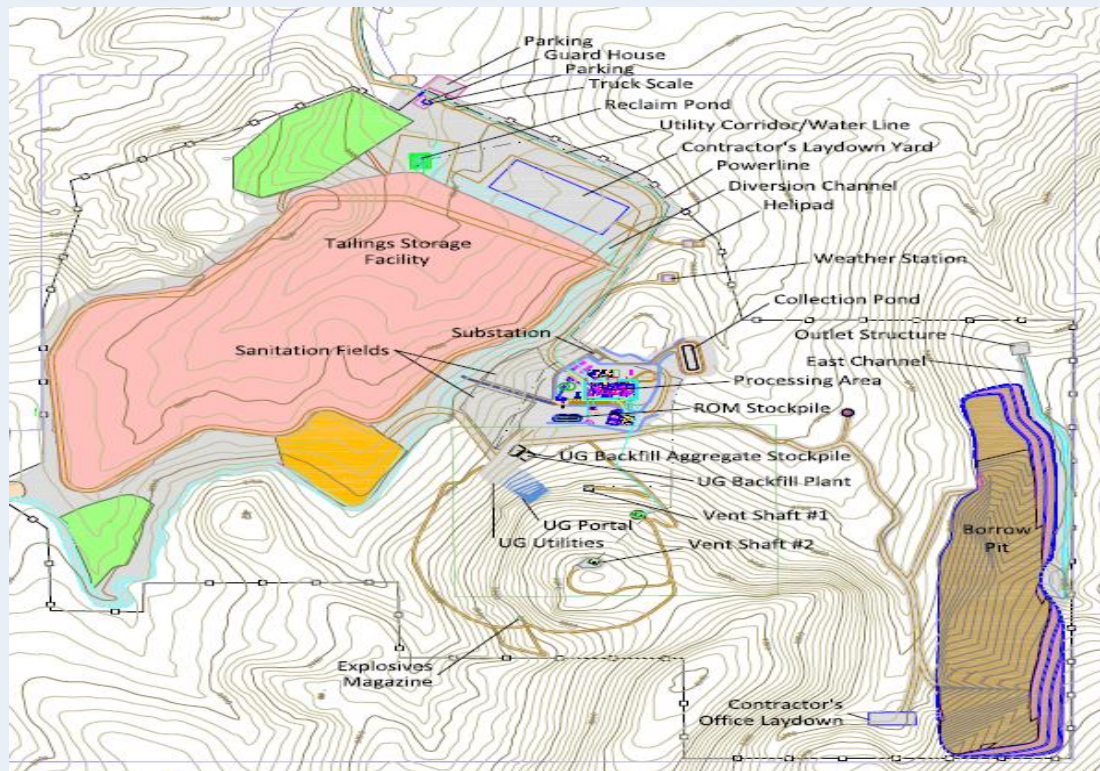 Parking
Guard House
Parking
Truck Scale
Reclaim Pond
Utility Corridor/Water Line
Contractor's Laydown Yard
Powerline
Diversion Channel
Helipad
Tailings Storage
Facility
Weather Station
Collection Pond
Substation
Outlet Structure
Sanitation Fields
East Channel
Processing Area
ROM Stockpile
UG Backfill Aggregate Stockpile
UG Backfill Plant
Vent Shaft #1
UG Portal
Borrow
Pit
UG Utilities
Vent Shaft #2
Explosives
Magazine
Contractor's
Office Laydown